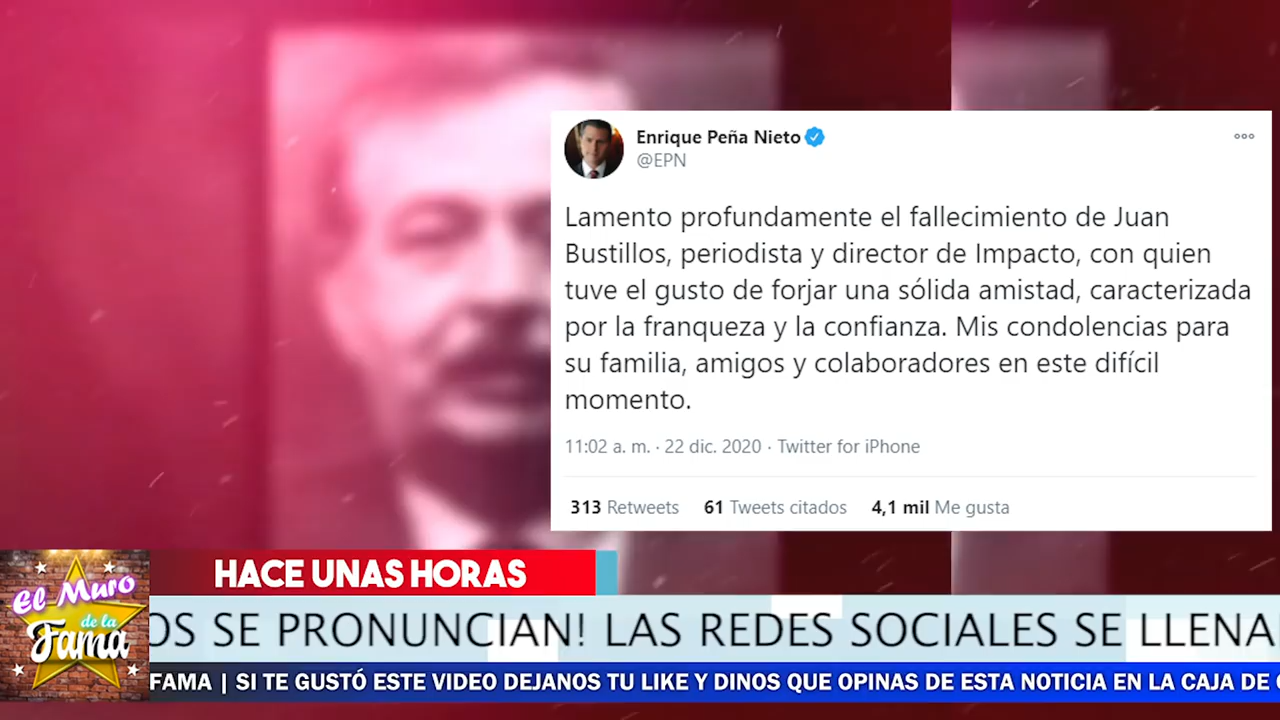 Enrique Peña Nieto
@EPN
Lamento profundamente el fallecimiento de Juan
Bustillos, periodista y director de Impacto, con quien
tuve el gusto de forjar una sólida amistad, caracterizada
por la franqueza y la confianza. Mis condolencias para
su familia, amigos y colaboradores en este difícil
momento.
11:02 a. m. · 22 dic. 2020 · Twitter for iPhone
313 Retweets 61 Tweets citados 4,1 mil Me gusta
HACE UNAS HORAS
El Muro
de la
Fama
OS SE PRONUNCIAN! LAS REDES SOCIALES SE LLENA
FAMA | SI TE GUSTÓ ESTE VIDEO DEJANOS TU LIKE Y DINOS QUE OPINAS DE ESTA NOTICIA EN LA CAJA DE